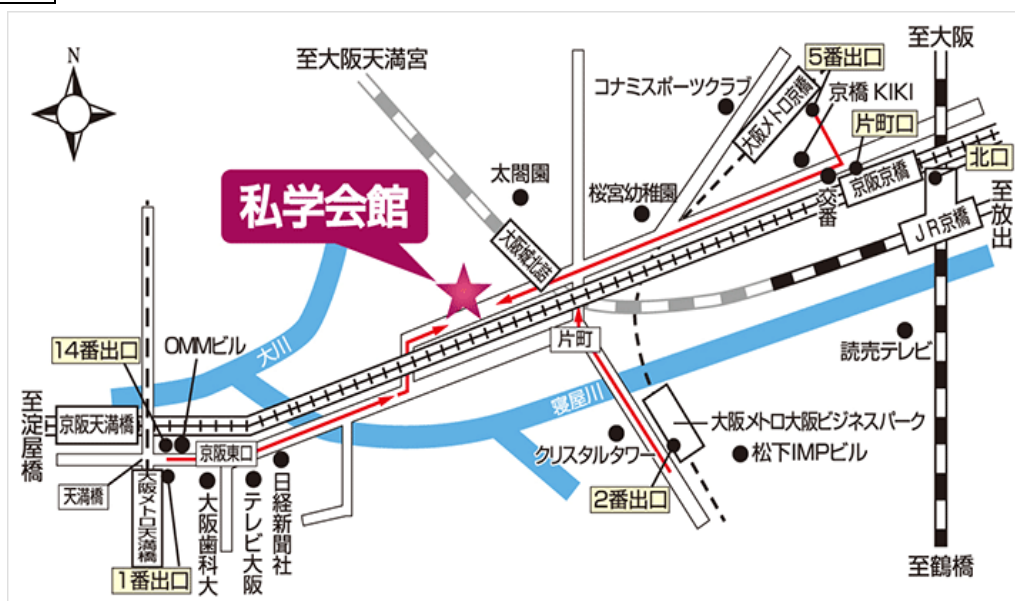 N
至大阪天満宮
至大阪
5番出口
コナミスポーツクラブ
大阪メトロ京橋
京橋 KIKI
片町口
北口
京阪京橋
交番
至放出
JR京橋
太閤園
桜宮幼稚園
私学会館
大阪城北詰
片町
読売テレビ
大川
寝屋川
14番出口
OMMビル
至淀屋橋
京阪天満橋
京阪東口
天満橋
大阪メトロ天満橋
1番出口
大阪歯科大
テレビ大阪
日経新聞社
大阪メトロ大阪ビジネスパーク
クリスタルタワー
松下IMPビル
2番出口
至鶴橋